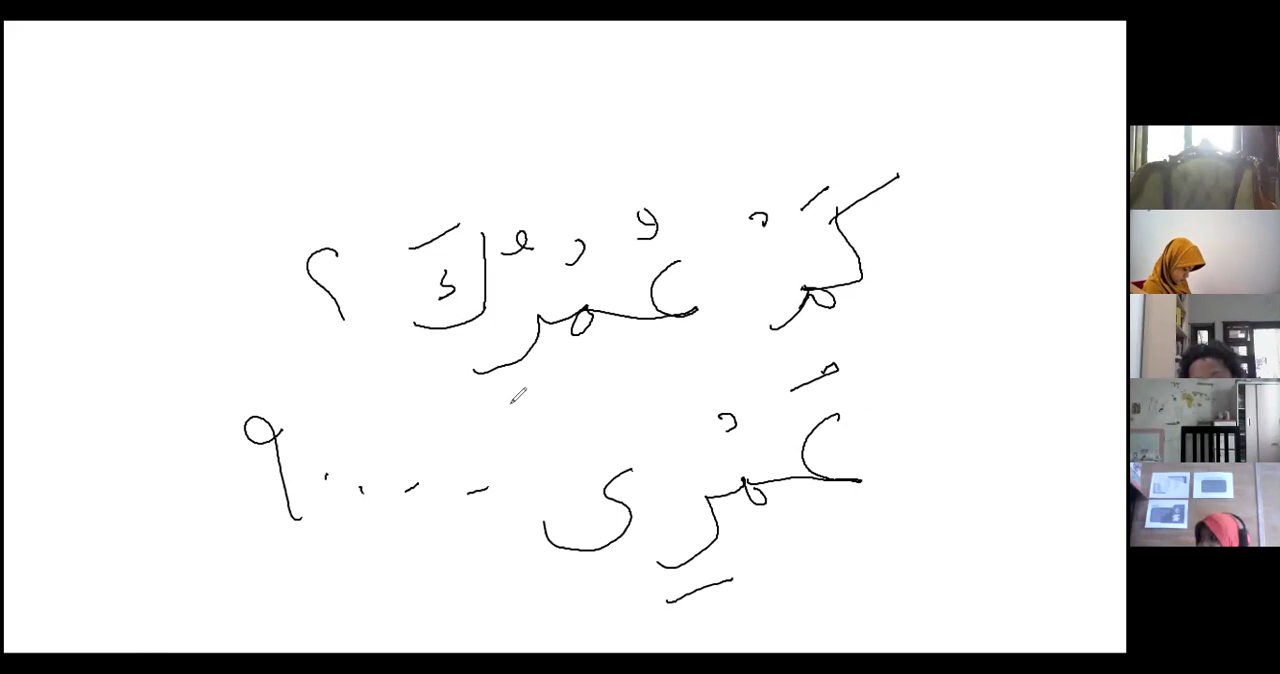 كَمْ عُمْرُكَ ؟
عُمْرِى - - . . ٩